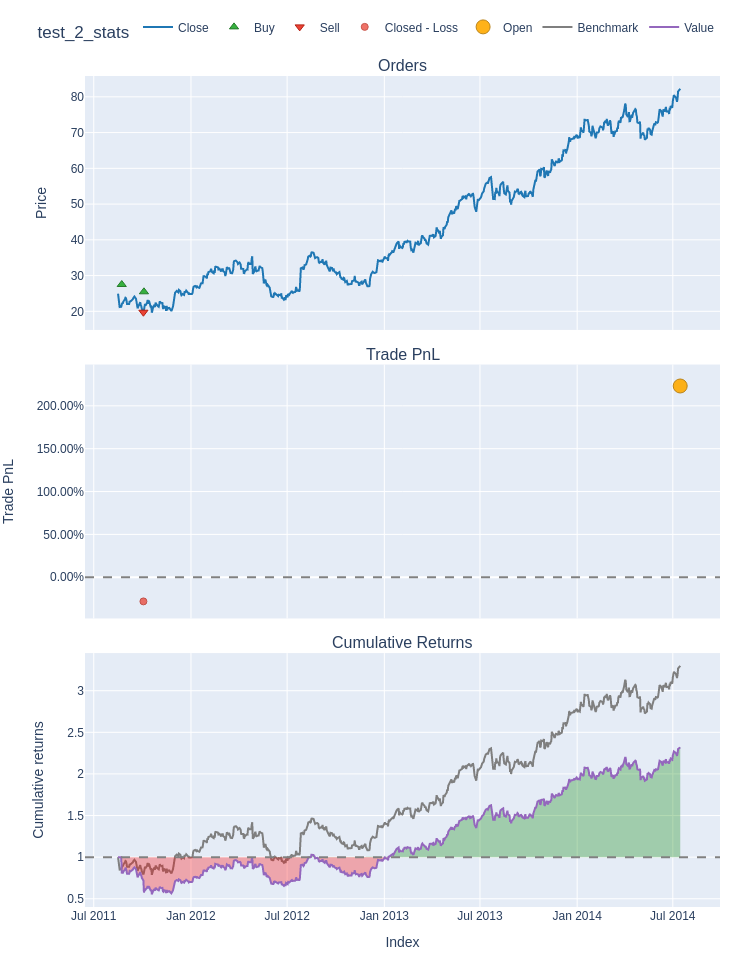 test_2_stats
Close Buy Sell Closed - Loss Open Benchmark Value
Orders
Price
80
70
60
50
40
30
20
Trade PnL
Trade PnL
200.00%
150.00%
100.00%
50.00%
0.00%
Cumulative Returns
Cumulative returns
3
2.5
2
1.5
1
0.5
Jul 2011 Jan 2012 Jul 2012 Jan 2013 Jul 2013 Jan 2014 Jul 2014
Index